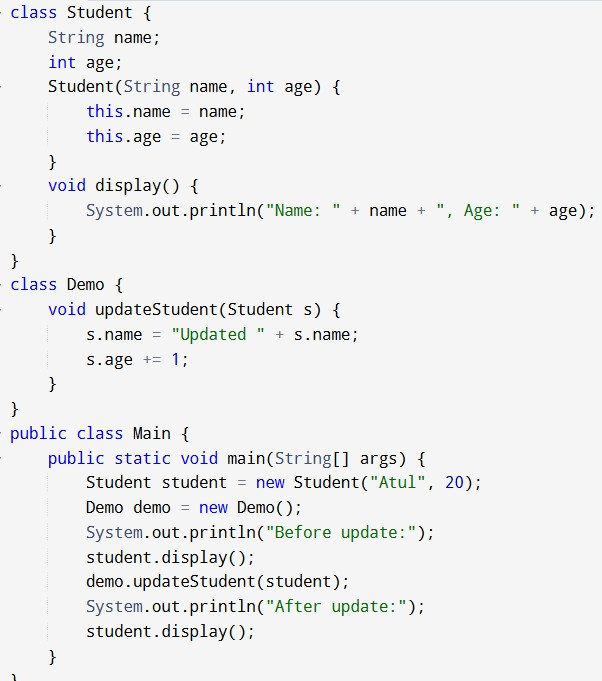 class Student {
    String name;
    int age;
    Student(String name, int age) {
        this.name = name;
        this.age = age;
    }
    void display() {
        System.out.println("Name: " + name + ", Age: " + age);
    }
}
class Demo {
    void updateStudent(Student s) {
        s.name = "Updated " + s.name;
        s.age += 1;
    }
}
public class Main {
    public static void main(String[] args) {
        Student student = new Student("Atul", 20);
        Demo demo = new Demo();
        System.out.println("Before update:");
        student.display();
        demo.updateStudent(student);
        System.out.println("After update:");
        student.display();
    }
}